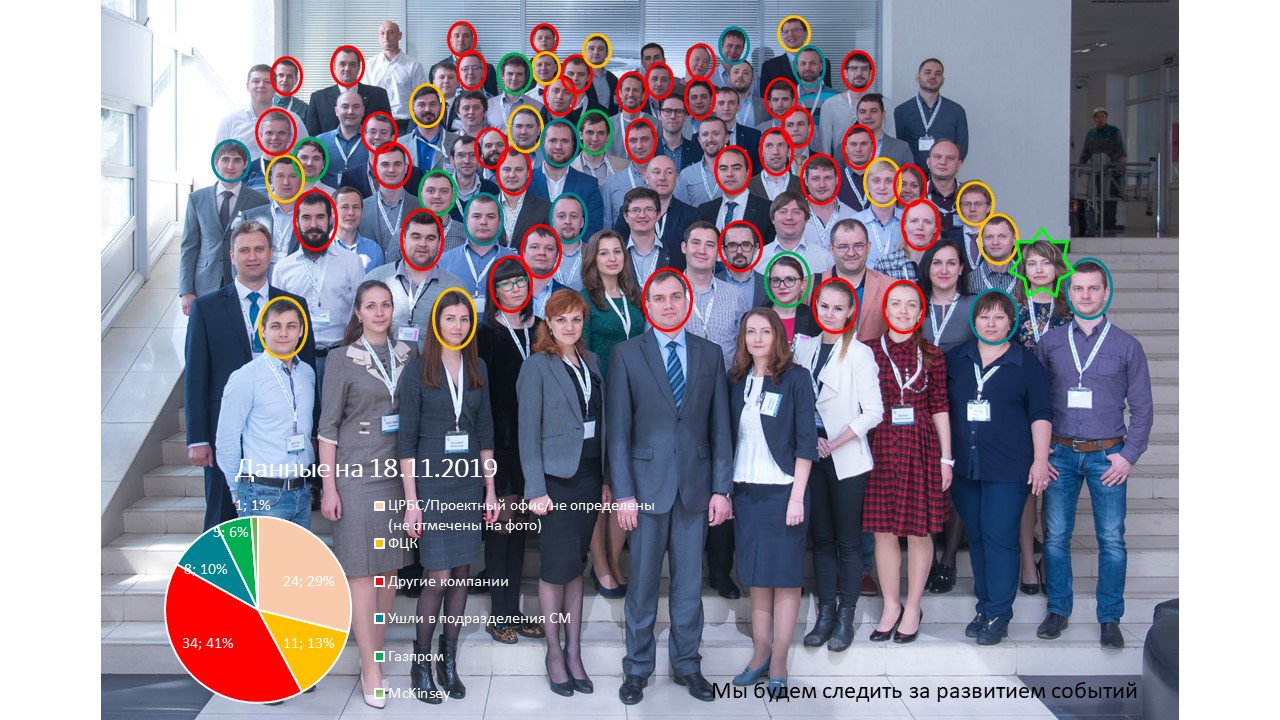 Данные на 18.11.2019
1; 1%
5; 6%
8; 10%
24; 29%
34; 41%
11; 13%
ЦРБС/Проектный офис/не определены
(не отмечены на фото)
ФЦК
Другие компании
Ушли в подразделения СМ
Газпром
McKinsey
Мы будем следить за развитием событий